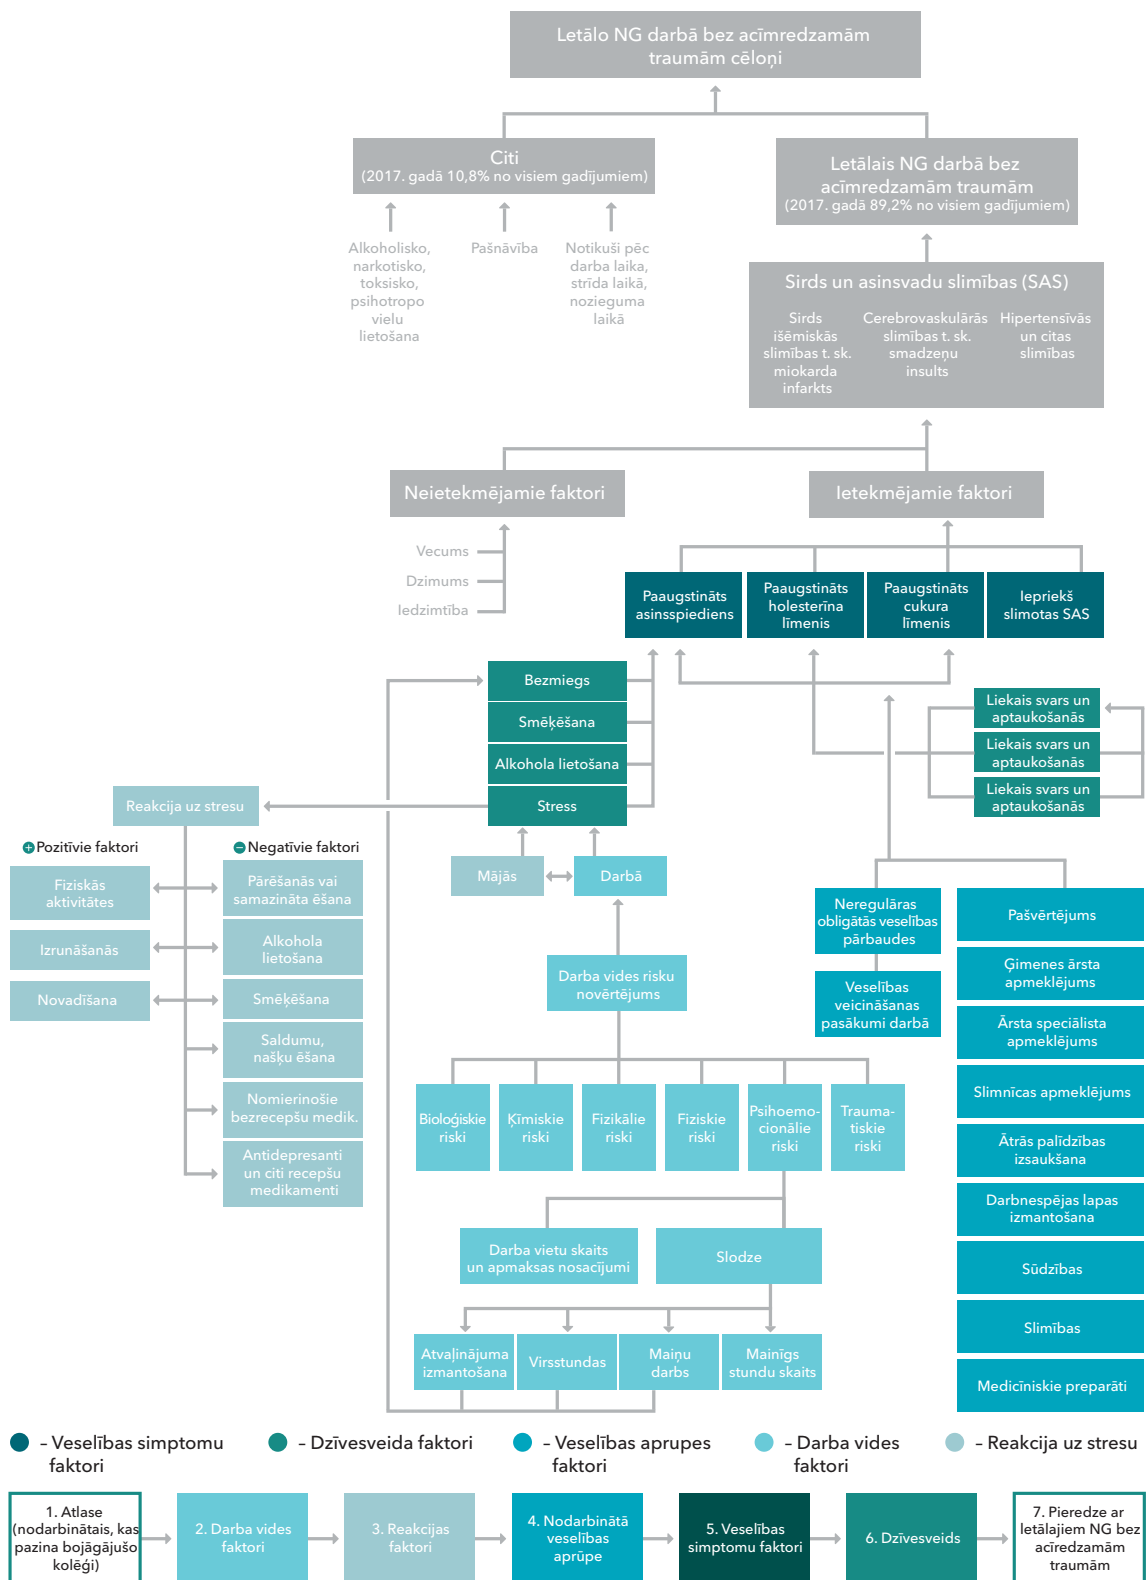 Letālo NG darbā bez acīmredzamām
traumām cēloņi
Citi
(2017. gadā 10,8% no visiem gadījumiem)
Letālais NG darbā bez
acīmredzamām traumām
(2017. gadā 89,2% no visiem gadījumiem)
Alkoholisko,
narkotisko,
toksisko,
psihotropo
vielu
lietošana
Pašnāvība
Notikuši pēc
darba laika,
strīda laikā,
nozieguma
laikā
Sirds un asinsvadu slimības (SAS)
Sirds
išēmiskās
slimības t. sk.
miokarda
infarkts
Cerebrovaskulārās
slimības t. sk.
smadzeņu
insults
Hipertensīvās
un citas
slimības
Neietekmējamie faktori
Ietekmējamie faktori
Vecums
Dzimums
Iedzimtība
Paaugstināts
asinsspiediens
Paaugstināts
holesterīna
līmenis
Paaugstināts
cukura
līmenis
Iepriekš
slimotas SAS
Bezmiegs
Smēķēšana
Alkohola lietošana
Stress
Liekais svars un
aptaukošanās
Liekais svars un
aptaukošanās
Liekais svars un
aptaukošanās
Reakcija uz stresu
+ Pozitīvie faktori
– Negatīvie faktori
Fiziskās
aktivitātes
Izrunāšanās
Novadīšana
Pārēšanās vai
samazināta ēšana
Alkohola
lietošana
Smēķēšana
Saldumu,
našķu ēšana
Nomierinošie
bezrecepšu medik.
Antidepresanti
un citi recepšu
medikamenti
Mājās
Darbā
Darba vides risku
novērtējums
Neregulāras
obligātās veselības
pārbaudes
Veselības
veicināšanas
pasākumi darbā
Pašvērtējums
Ģimenes ārsta
apmeklējums
Ārsta speciālista
apmeklējums
Slimnīcas apmeklējums
Ātrās palīdzības
izsaukšana
Darbnespējas lapas
izmantošana
Sūdzības
Slimības
Medicīniskie preparāti
Bioloģiskie
riski
Ķīmiskie
riski
Fizikālie
riski
Fiziskie
riski
Psihoemo-
cionālie
riski
Trauma-
tiskie
riski
Darba vietu skaits
un apmaksas nosacījumi
Slodze
Atvaļinājuma
izmantošana
Virsstundas
Maiņu
darbs
Mainīgs
stundu skaits
– Veselības simptomu
faktori
– Dzīvesveida faktori
– Veselības aprupes
faktori
– Darba vides
faktori
– Reakcija uz stresu
1. Atlase
(nodarbinātais, kas
pazina bojāgājušo
kolēģi)
2. Darba vides
faktori
3. Reakcijas
faktori
4. Nodarbinātā
veselības
aprūpe
5. Veselības
simptomu faktori
6. Dzīvesveids
7. Pieredze ar
letālajiem NG bez
acīredzamām
traumām